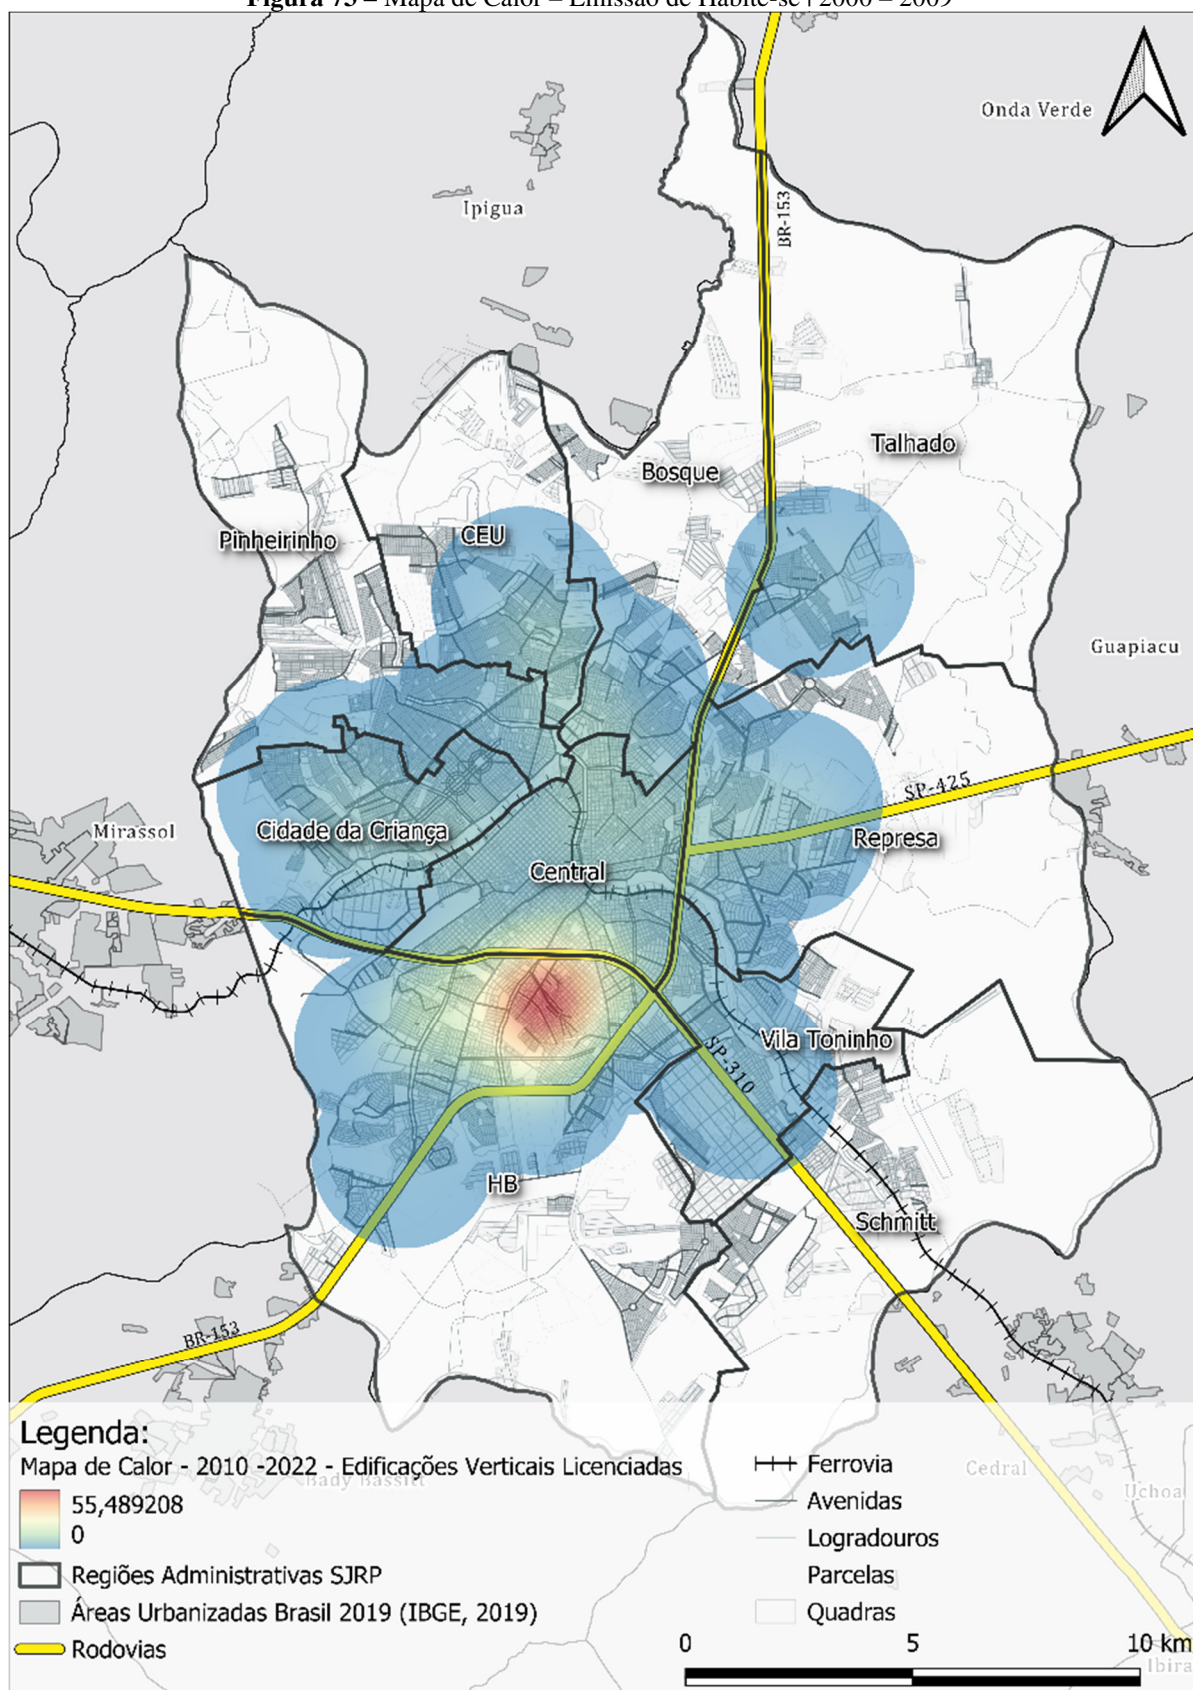 Figura 75 – Mapa de Calor – Emissão de Habite-se | 2000 – 2009
Onda Verde
Ipigua
BR-153
Talhado
Bosque
CEU
Pinheirinho
Guapiacu
SP-425
Mirassol
Cidade da Criança
Represa
Central
Vila Toninho
SP-310
HB
Schmitt
BR-153
Legenda:
Mapa de Calor - 2010 -2022 - Edificações Verticais Licenciadas
Bady Bassitt
55,489208
0
Regiões Administrativas SJRP
Áreas Urbanizadas Brasil 2019 (IBGE, 2019)
Rodovias
Ferrovia
Cedral
Avenidas
Uchoa
Logradouros
Parcelas
Quadras
0 5 10 km
Ibira